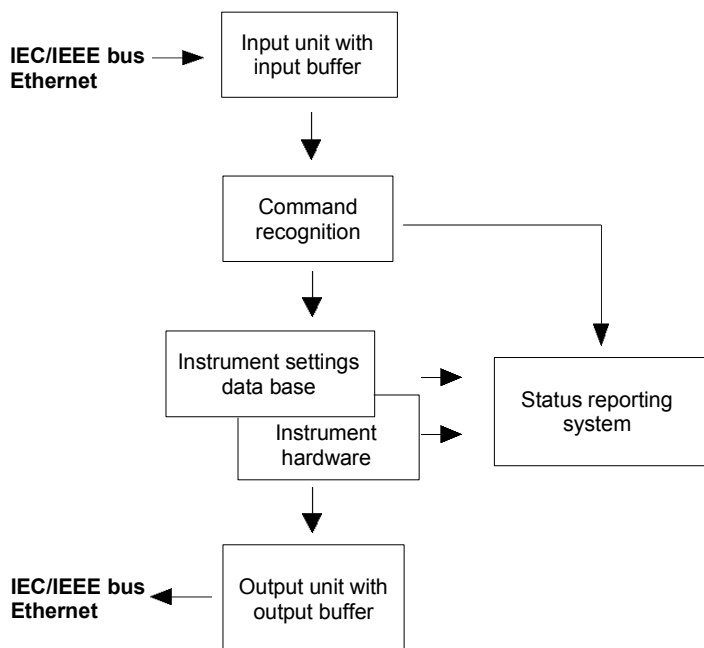 IEC/IEEE bus
Ethernet
Input unit with
input buffer
Command
recognition
Instrument settings
data base
Instrument
hardware
Status reporting
system
IEC/IEEE bus
Ethernet
Output unit with
output buffer